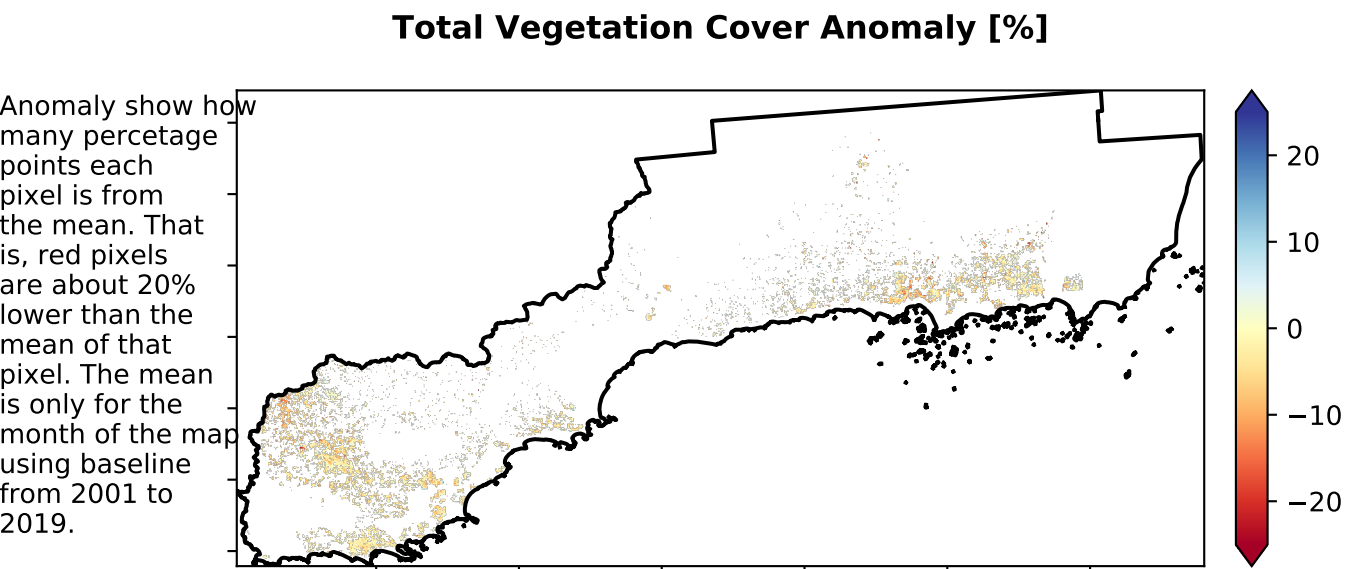 Total Vegetation Cover Anomaly [%]
Anomaly show how
many percetage
points each
pixel is from
the mean. That
is, red pixels
are about 20%
lower than the
mean of that
pixel. The mean
is only for the
month of the map
using baseline
from 2001 to
2019.
20
10
0
−10
−20